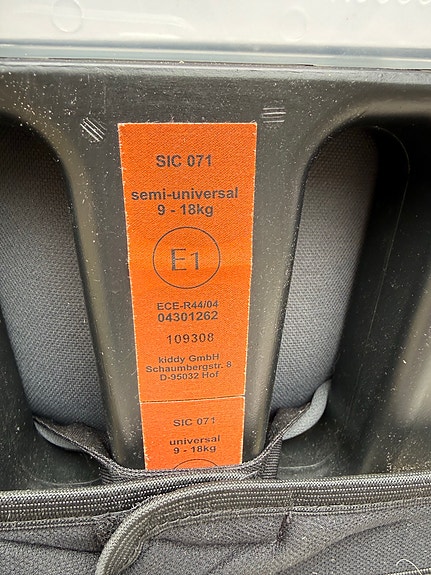 SIC 071
semi-universal
9 - 18kg
E1
ECE-R44/04
04301262
109308
kiddy GmbH
Schaumbergstr. 8
D-95032 Hof
SIC 071
universal
9 - 18kg